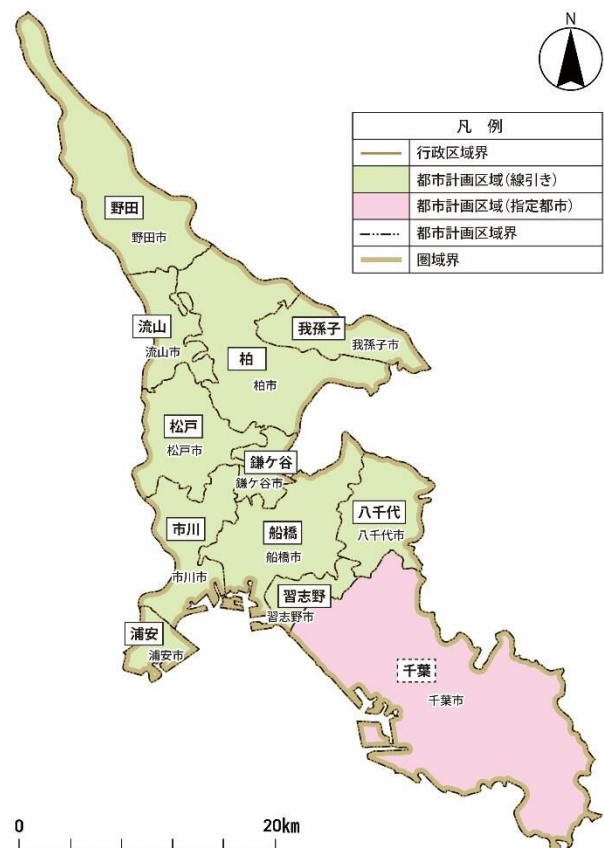 N
凡 例
行政区域界
都市計画区域(線引き)
都市計画区域(指定都市)
都市計画区域界
圏域界
野田
野田市
流山
流山市
我孫子
我孫子市
柏
柏市
松戸
松戸市
鎌ケ谷
鎌ケ谷市
八千代
八千代市
市川
市川市
船橋
船橋市
習志野
習志野市
浦安
浦安市
千葉
千葉市
0 20km